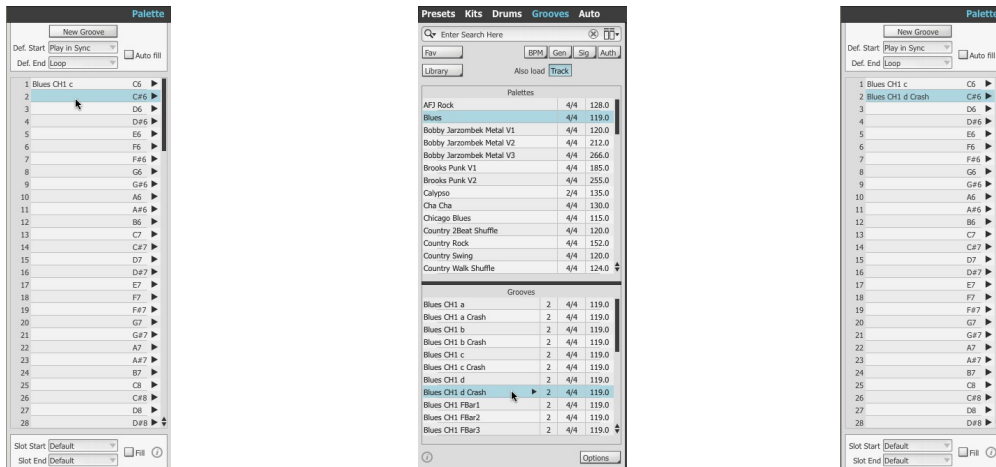 Palette
New Groove
Def. Start Play in Sync
Auto fill
Def. End Loop
1 Blues CH1 c C6
2 C#6
3 D6
4 D#6
5 E6
6 F6
7 F#6
8 G6
9 G#6
10 A6
11 A#6
12 B6
13 C7
14 C#7
15 D7
16 D#7
17 E7
18 F7
19 F#7
20 G7
21 G#7
22 A7
23 A#7
24 B7
25 C8
26 C#8
27 D8
28 D#8
Slot Start Default
Fill
Slot End Default
Presets Kits Drums Grooves Auto
Enter Search Here
Fav BPM Gen Sig Auth
Library Also load Track
Palettes
AFJ Rock 4/4 128.0
Blues 4/4 119.0
Bobby Jarzombek Metal V1 4/4 120.0
Bobby Jarzombek Metal V2 4/4 212.0
Bobby Jarzombek Metal V3 4/4 266.0
Brooks Punk V1 4/4 185.0
Brooks Punk V2 4/4 255.0
Calypso 2/4 135.0
Cha Cha 4/4 130.0
Chicago Blues 4/4 115.0
Country 2Beat Shuffle 4/4 120.0
Country Rock 4/4 152.0
Country Swing 4/4 120.0
Country Walk Shuffle 4/4 124.0
Grooves
Blues CH1 a 2 4/4 119.0
Blues CH1 a Crash 2 4/4 119.0
Blues CH1 b 2 4/4 119.0
Blues CH1 b Crash 2 4/4 119.0
Blues CH1 c 2 4/4 119.0
Blues CH1 c Crash 2 4/4 119.0
Blues CH1 d 2 4/4 119.0
Blues CH1 d Crash 2 4/4 119.0
Blues CH1 FBar1 2 4/4 119.0
Blues CH1 FBar2 2 4/4 119.0
Blues CH1 FBar3 2 4/4 119.0
Options
Palette
New Groove
Def. Start Play in Sync
Auto fill
Def. End Loop
1 Blues CH1 c C6
2 Blues CH1 d Crash C#6
3 D6
4 D#6
5 E6
6 F6
7 F#6
8 G6
9 G#6
10 A6
11 A#6
12 B6
13 C7
14 C#7
15 D7
16 D#7
17 E7
18 F7
19 F#7
20 G7
21 G#7
22 A7
23 A#7
24 B7
25 C8
26 C#8
27 D8
28 D#8
Slot Start Default
Fill
Slot End Default